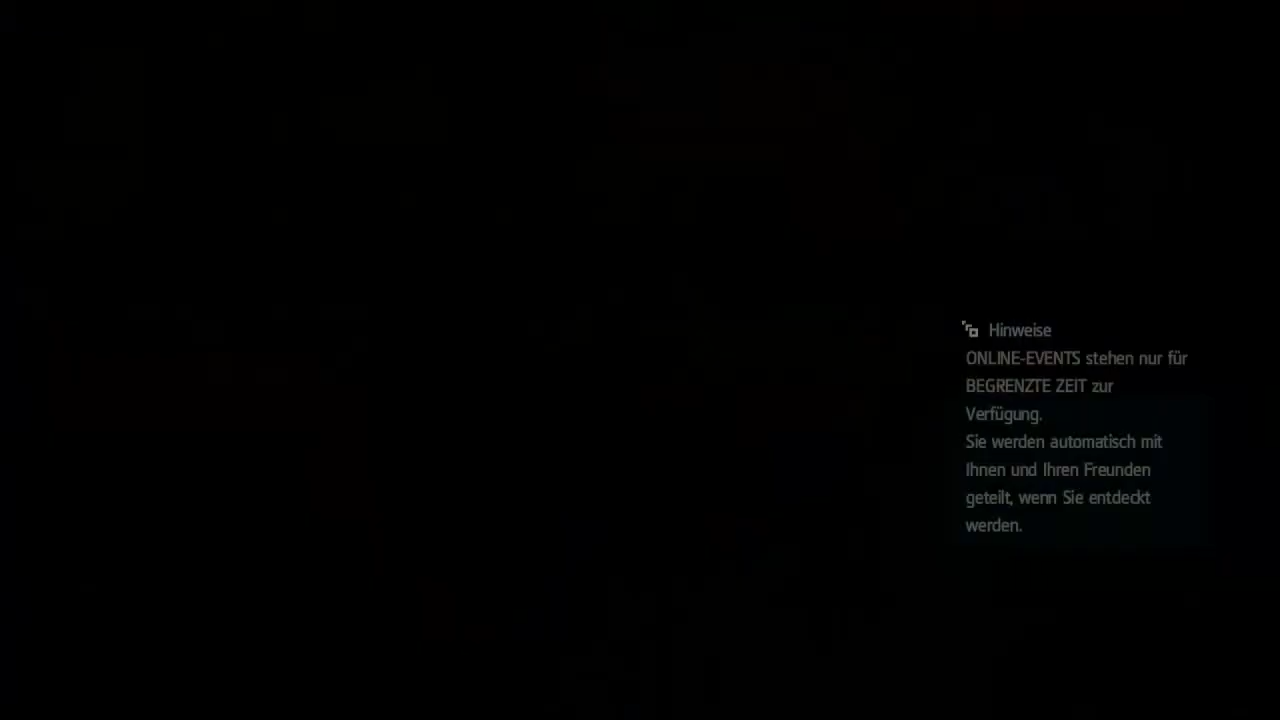 Hinweise
ONLINE-EVENTS stehen nur für
BEGRENZTE ZEIT zur
Verfügung.
Sie werden automatisch mit
Ihnen und Ihren Freunden
geteilt, wenn Sie entdeckt
werden.